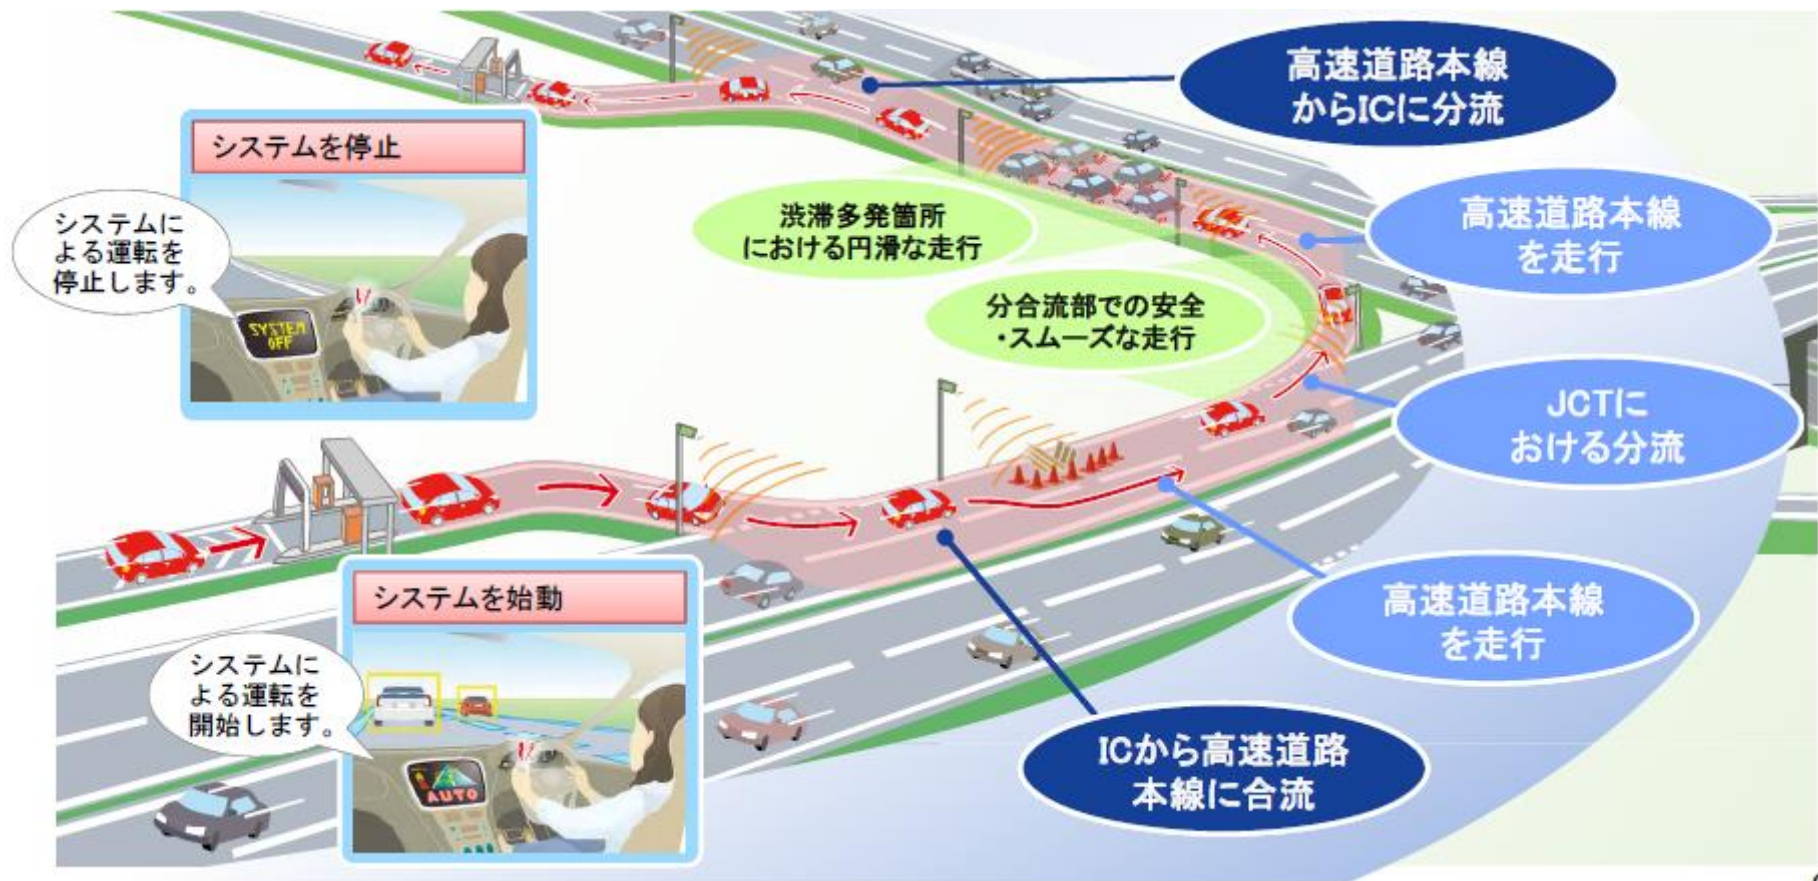 高速道路本線
からICに分流
システムを停止
システムに
よる運転を
停止します。
SYSTEM
OFF
渋滞多発箇所
における円滑な走行
高速道路本線
を走行
分合流部での安全
・スムーズな走行
JCTに
おける分流
高速道路本線
を走行
システムを始動
システムに
よる運転を
開始します。
AUTO
ICから高速道路
本線に合流